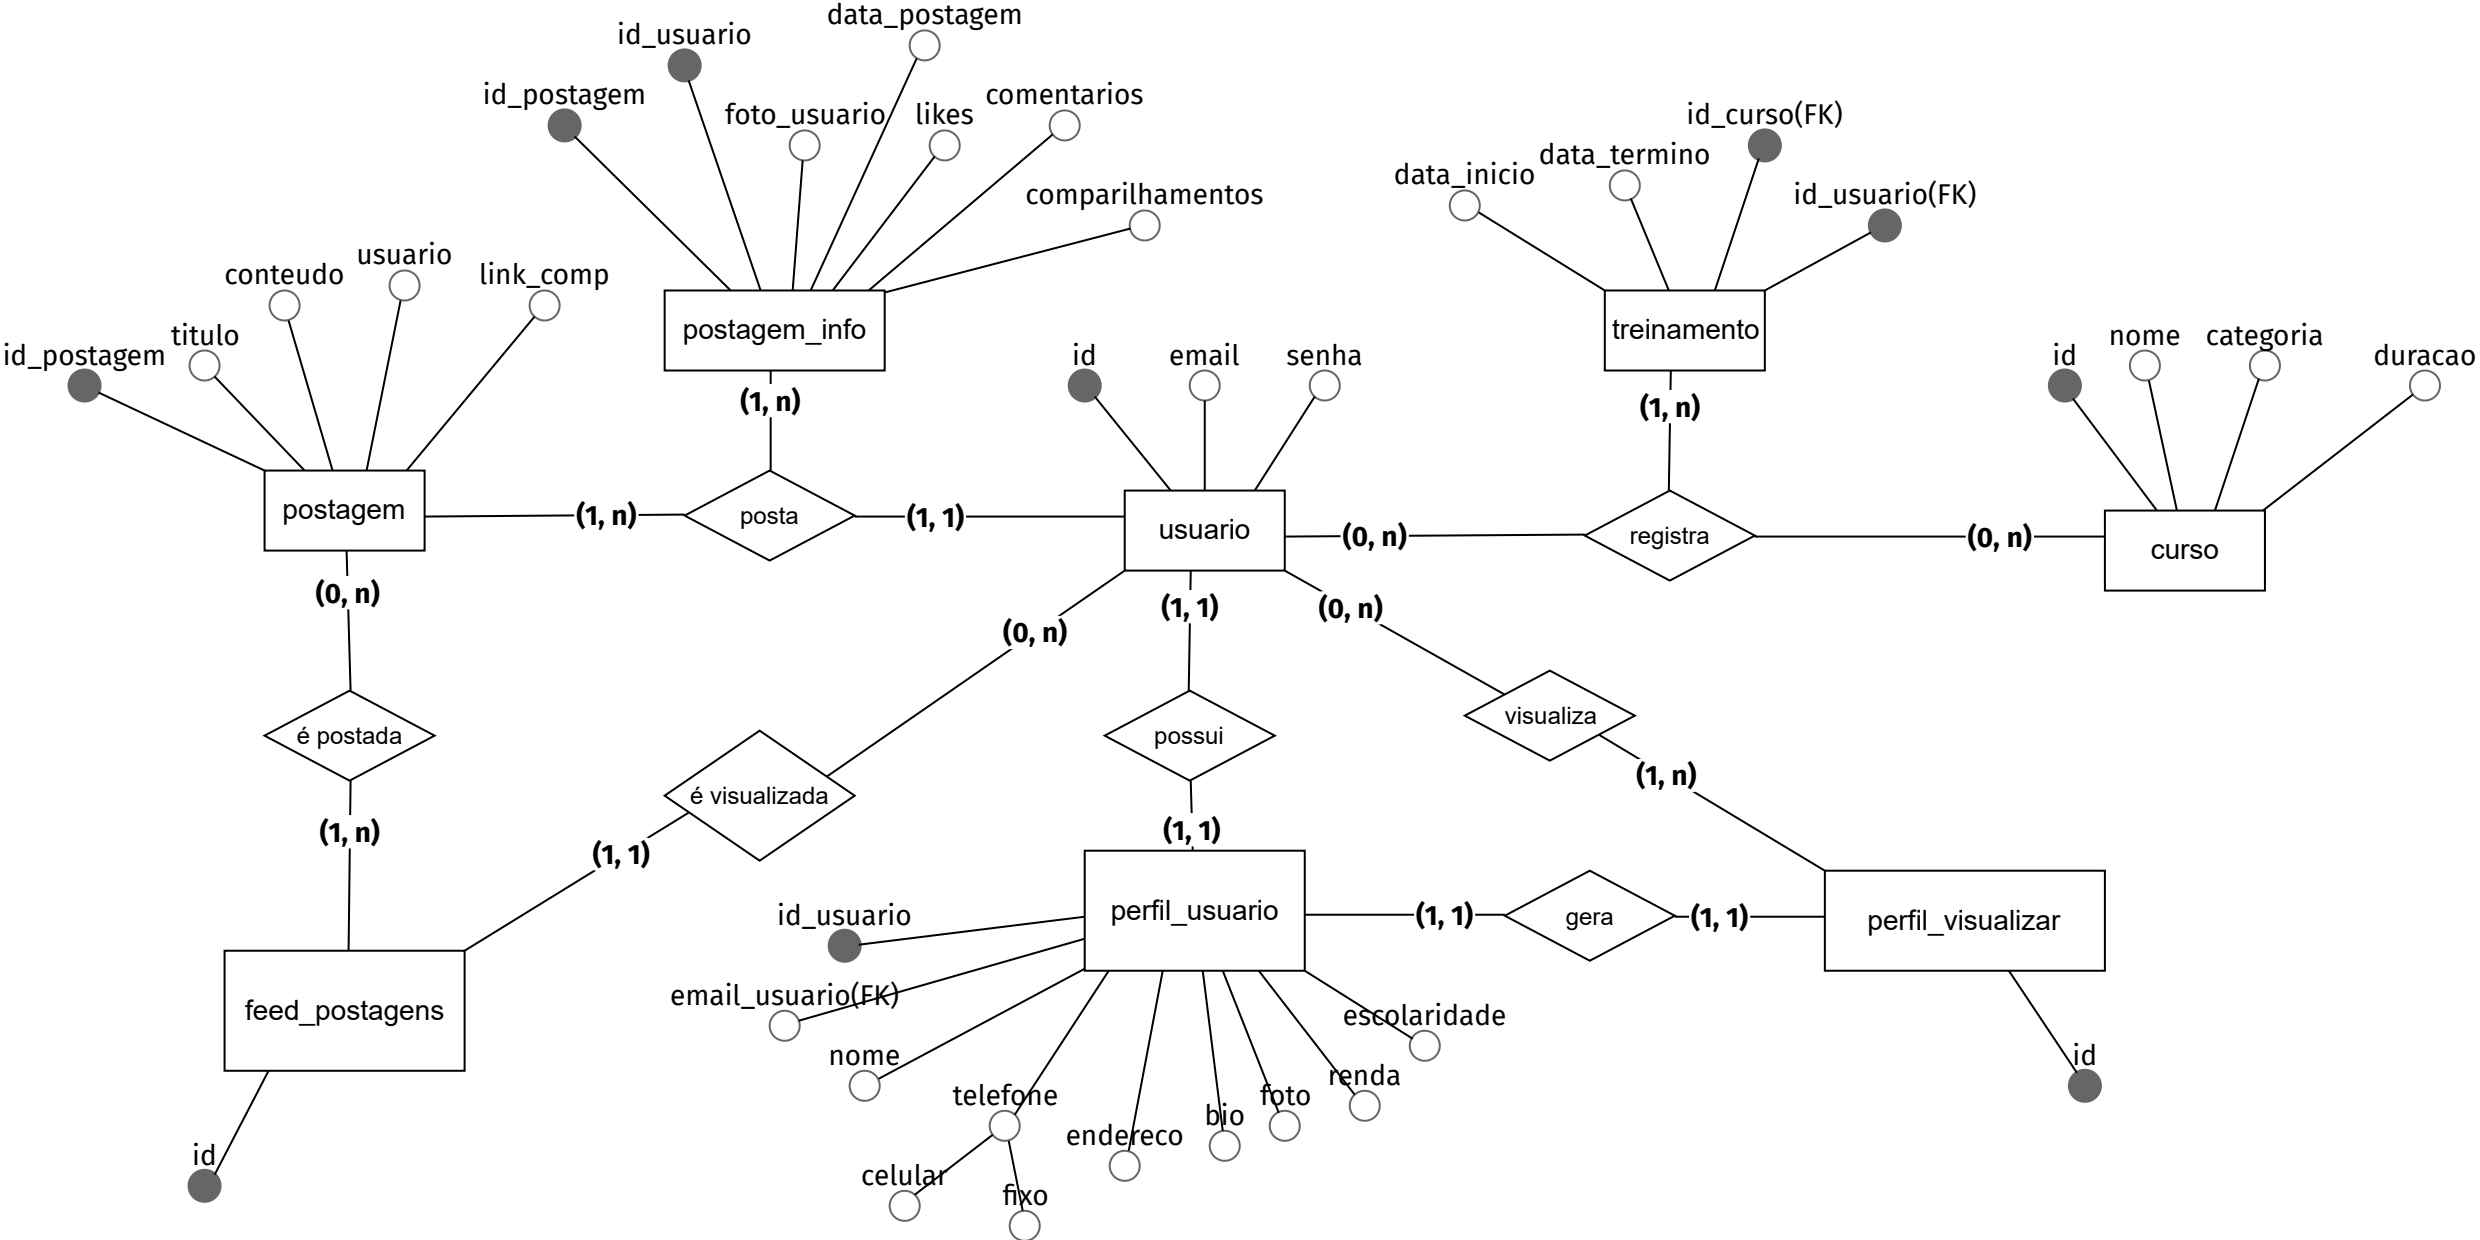 data_postagem
id_usuario
id_postagem
foto_usuario
likes
comentarios
comparilhamentos
postagem_info
(1, n)
id_curso(FK)
data_termino
data_inicio
id_usuario(FK)
treinamento
(1, n)
usuario
conteudo
link_comp
titulo
id_postagem
postagem
(1, n)
posta
(1, 1)
id
email
senha
usuario
(0, n)
registra
(0, n)
id
nome
categoria
duracao
curso
(0, n)
é postada
(1, n)
(0, n)
é visualizada
(1, 1)
(1, 1)
possui
(1, 1)
(0, n)
visualiza
(1, n)
feed_postagens
id
perfil_usuario
(1, 1)
gera
(1, 1)
perfil_visualizar
id
id_usuario
email_usuario(FK)
nome
telefone
celular
fixo
endereco
bio
foto
renda
escolaridade